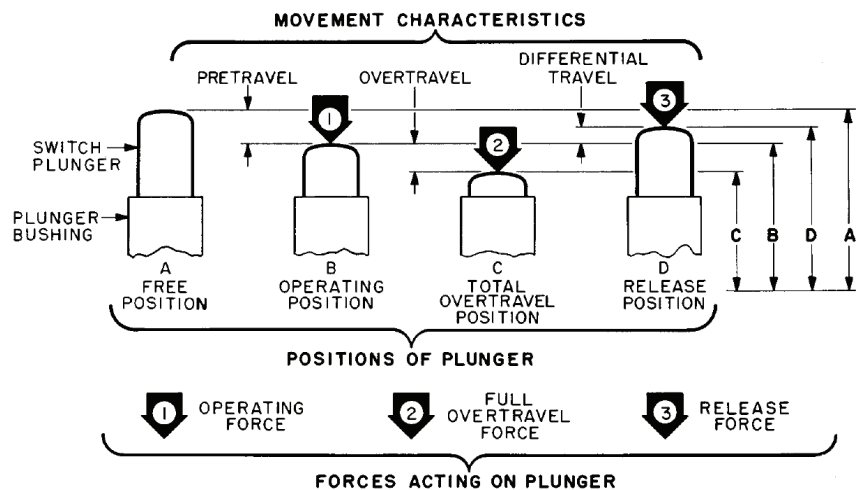 MOVEMENT CHARACTERISTICS
PRETRAVEL
OVERTRAVEL
DIFFERENTIAL
TRAVEL
1
2
3
SWITCH
PLUNGER
PLUNGER
BUSHING
A
FREE
POSITION
B
OPERATING
POSITION
C
TOTAL
OVERTRAVEL
POSITION
D
RELEASE
POSITION
C
B
D
A
POSITIONS OF PLUNGER
1
OPERATING
FORCE
2
FULL
OVERTRAVEL
FORCE
3
RELEASE
FORCE
FORCES ACTING ON PLUNGER